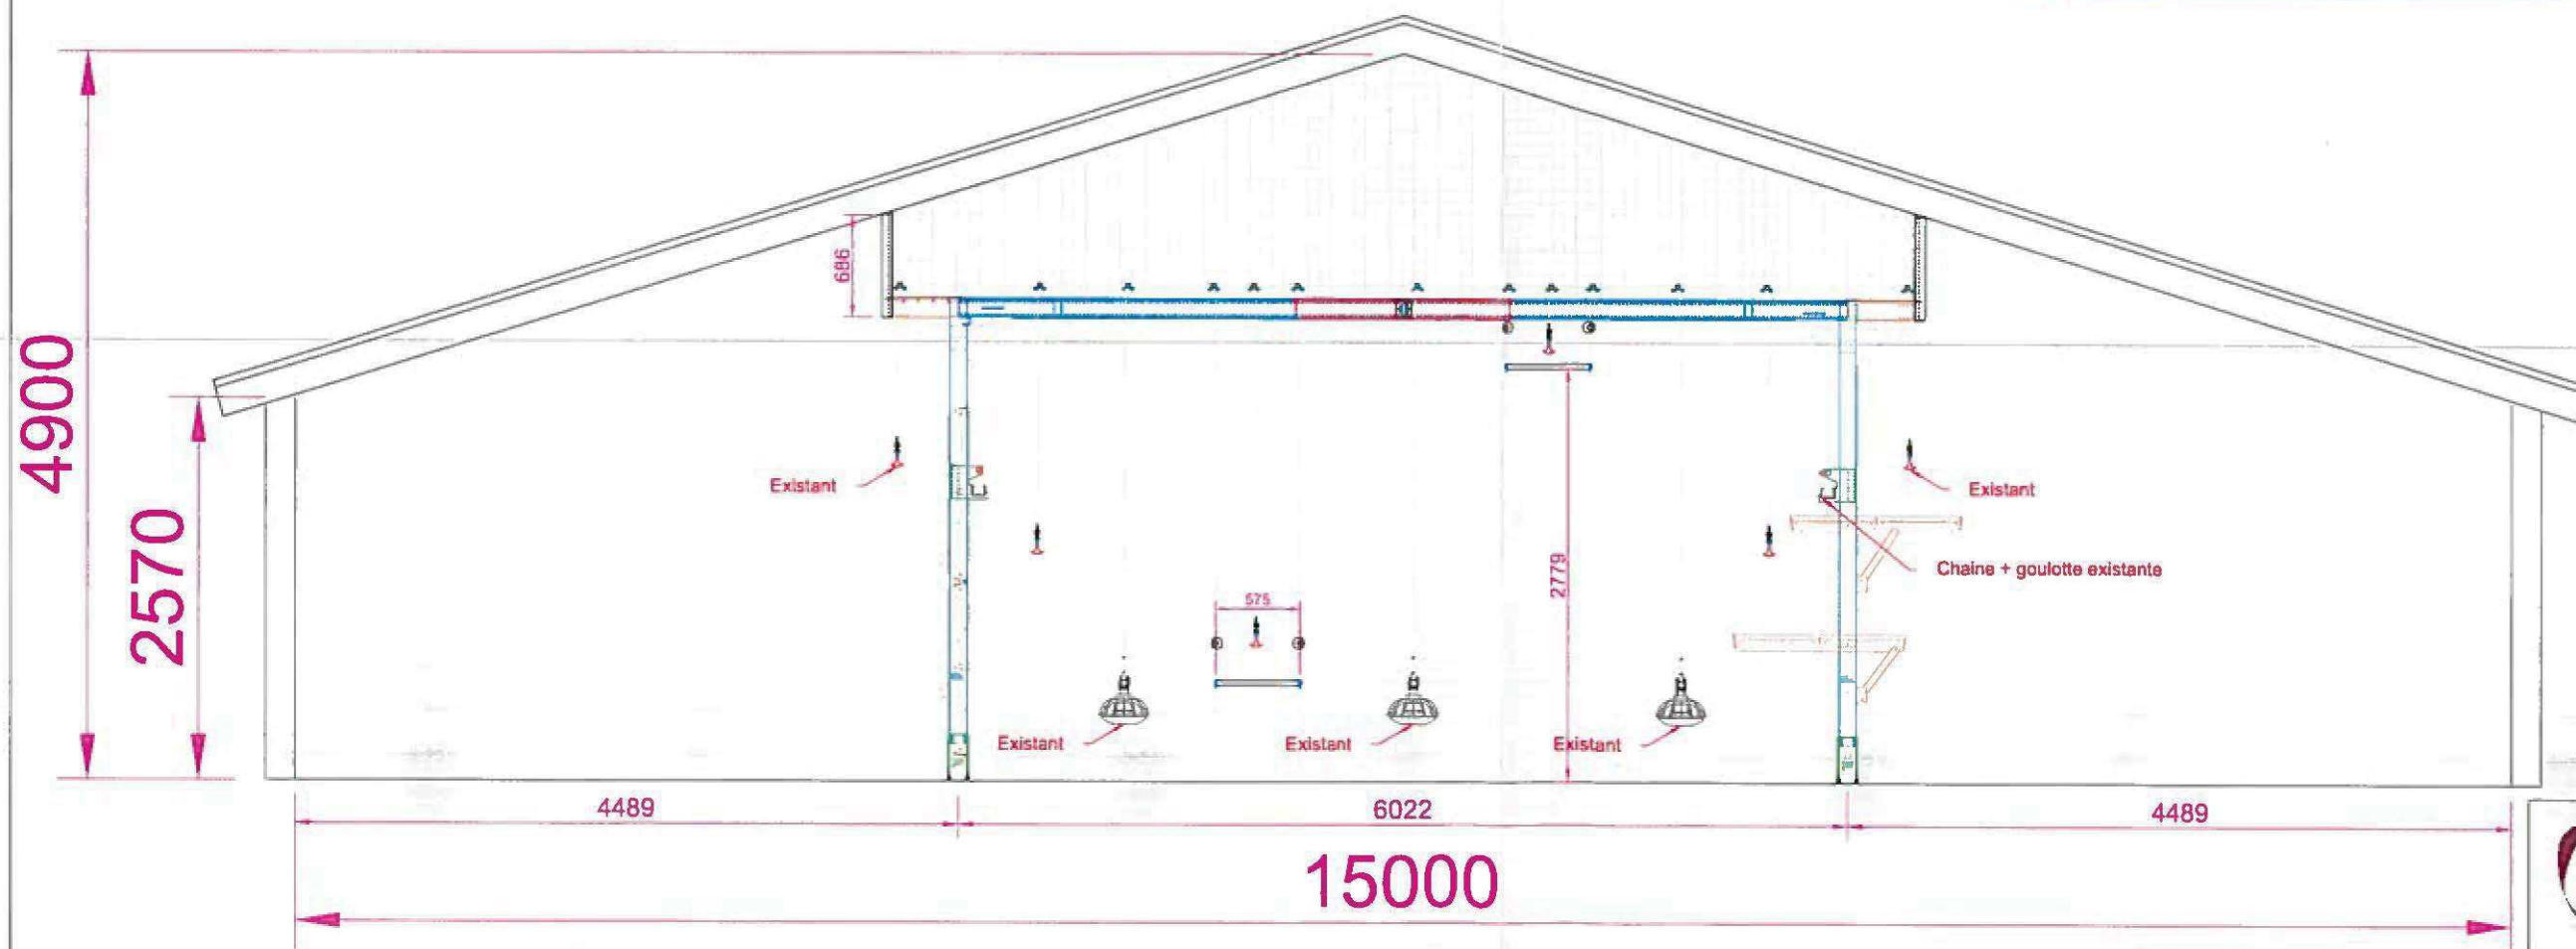 4900
2570
686
Existant
Existant
Chaine + goulotte existante
2779
575
Existant
Existant
Existant
4489
6022
4489
15000